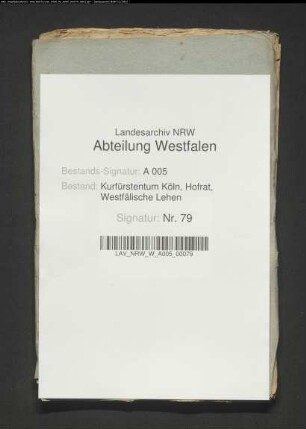 Landesarchiv NRW
Abteilung Westfalen
Bestands-Signatur: A 005
Bestand: Kurfürstentum Köln, Hofrat,
Westfälische Lehen
Signatur: Nr. 79
LAV_NRW_W_A005_00079